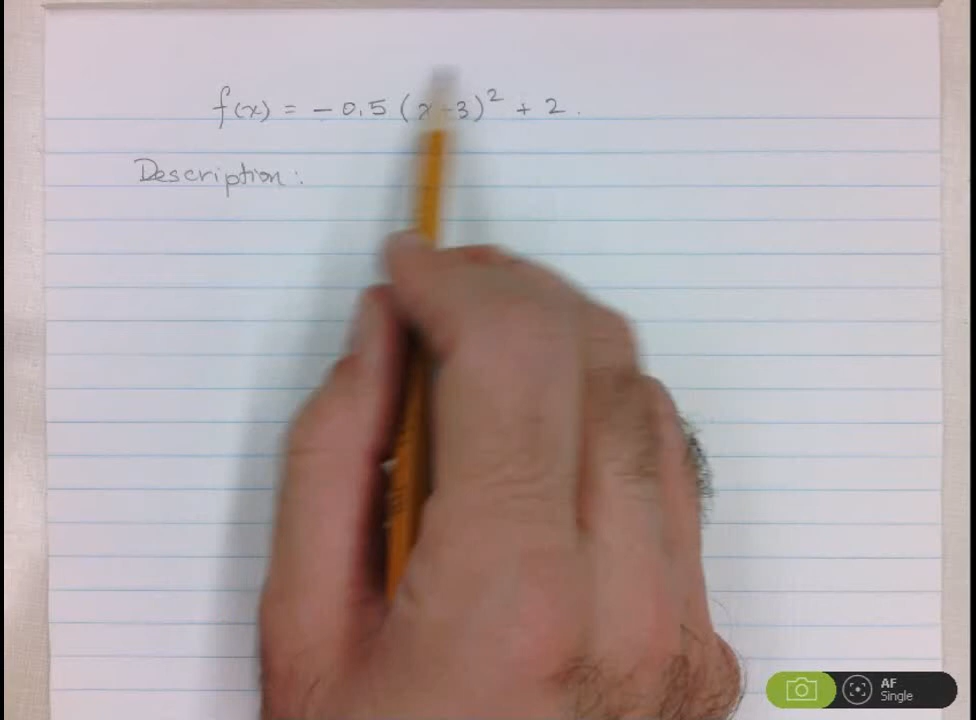 f(x) = - 0.5 (x-3)² + 2.
Description:
AF
Single